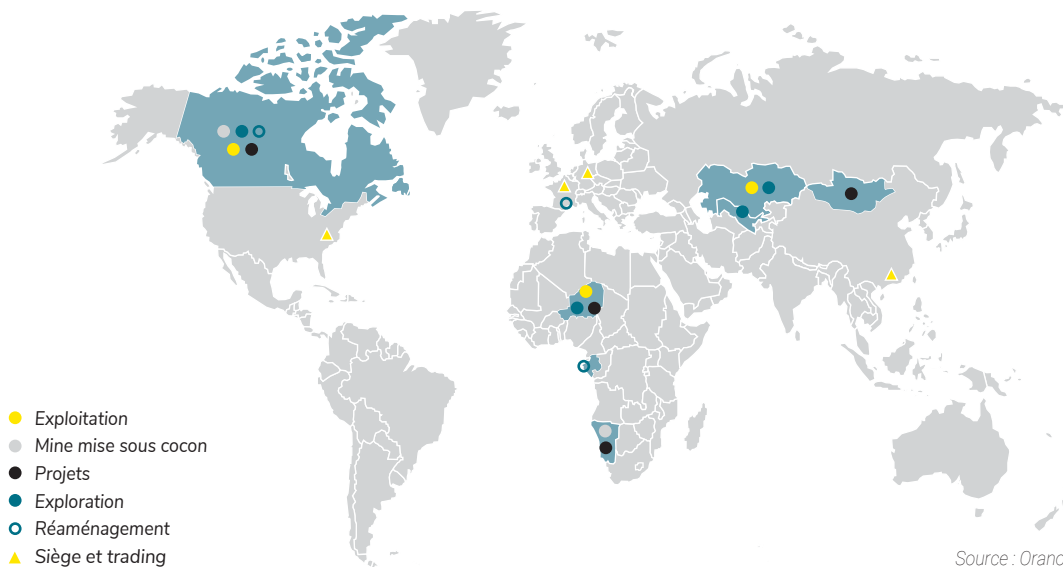 Exploitation
Mine mise sous cocon
Projets
Exploration
Réaménagement
Siège et trading
Source : Oranc